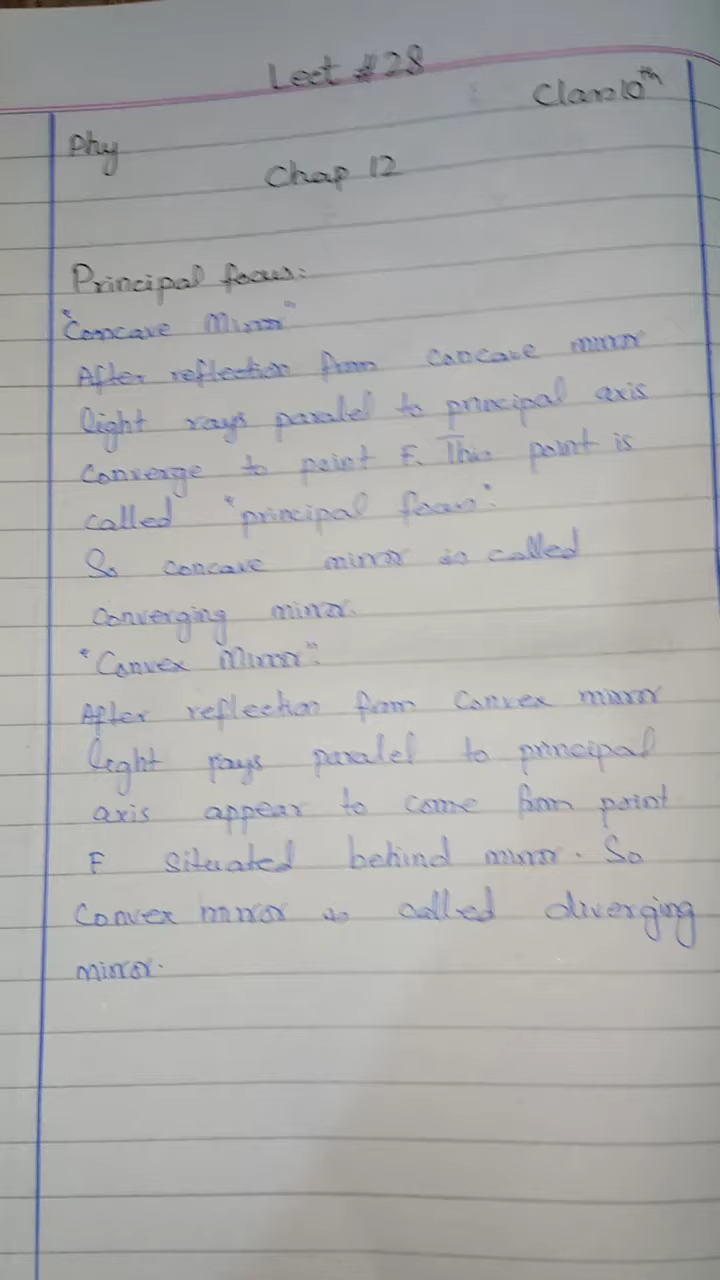 Lect #28
Class 10th
Phy
Chap 12
Principal focus:
"Concave Mirror"
After reflection from concave mirror
light rays paralel to principal axis
converge to point F. This point is
called "principal focus".
So concave mirror is called
converging mirror.
"Convex Mirror".
After reflection from convex mirror
light rays paralel to principal
axis appear to come from point
F situated behind mirror. So
Convex mirror is called diverging
mirror.